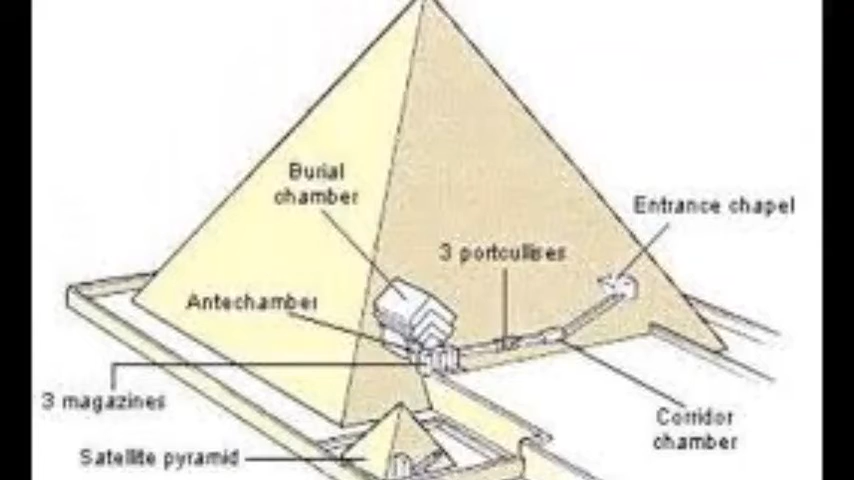 Burial
chamber
Entrance chapel
3 portcullises
Antechamber
3 magazines
Corridor
chamber
Satellite pyramid